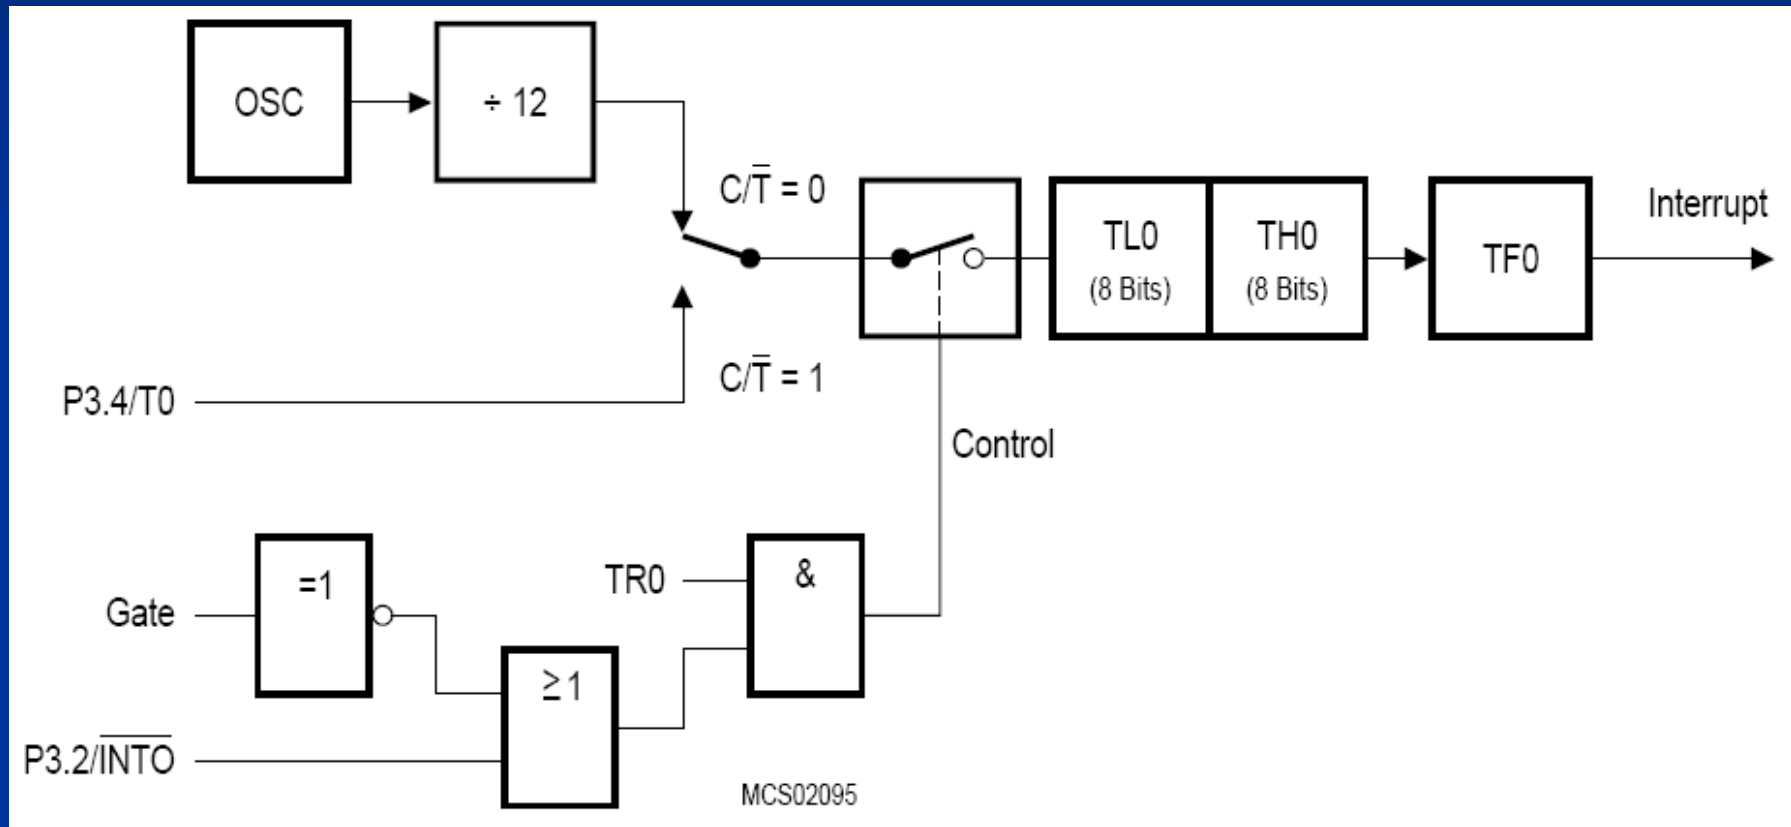 OSC
÷ 12
C/T̅ = 0
Interrupt
TL0
(8 Bits)
TH0
(8 Bits)
TF0
C/T̅ = 1
P3.4/T0
Control
=1
TR0
&
Gate
≥1
P3.2/I̅N̅T̅O̅
MCS02095